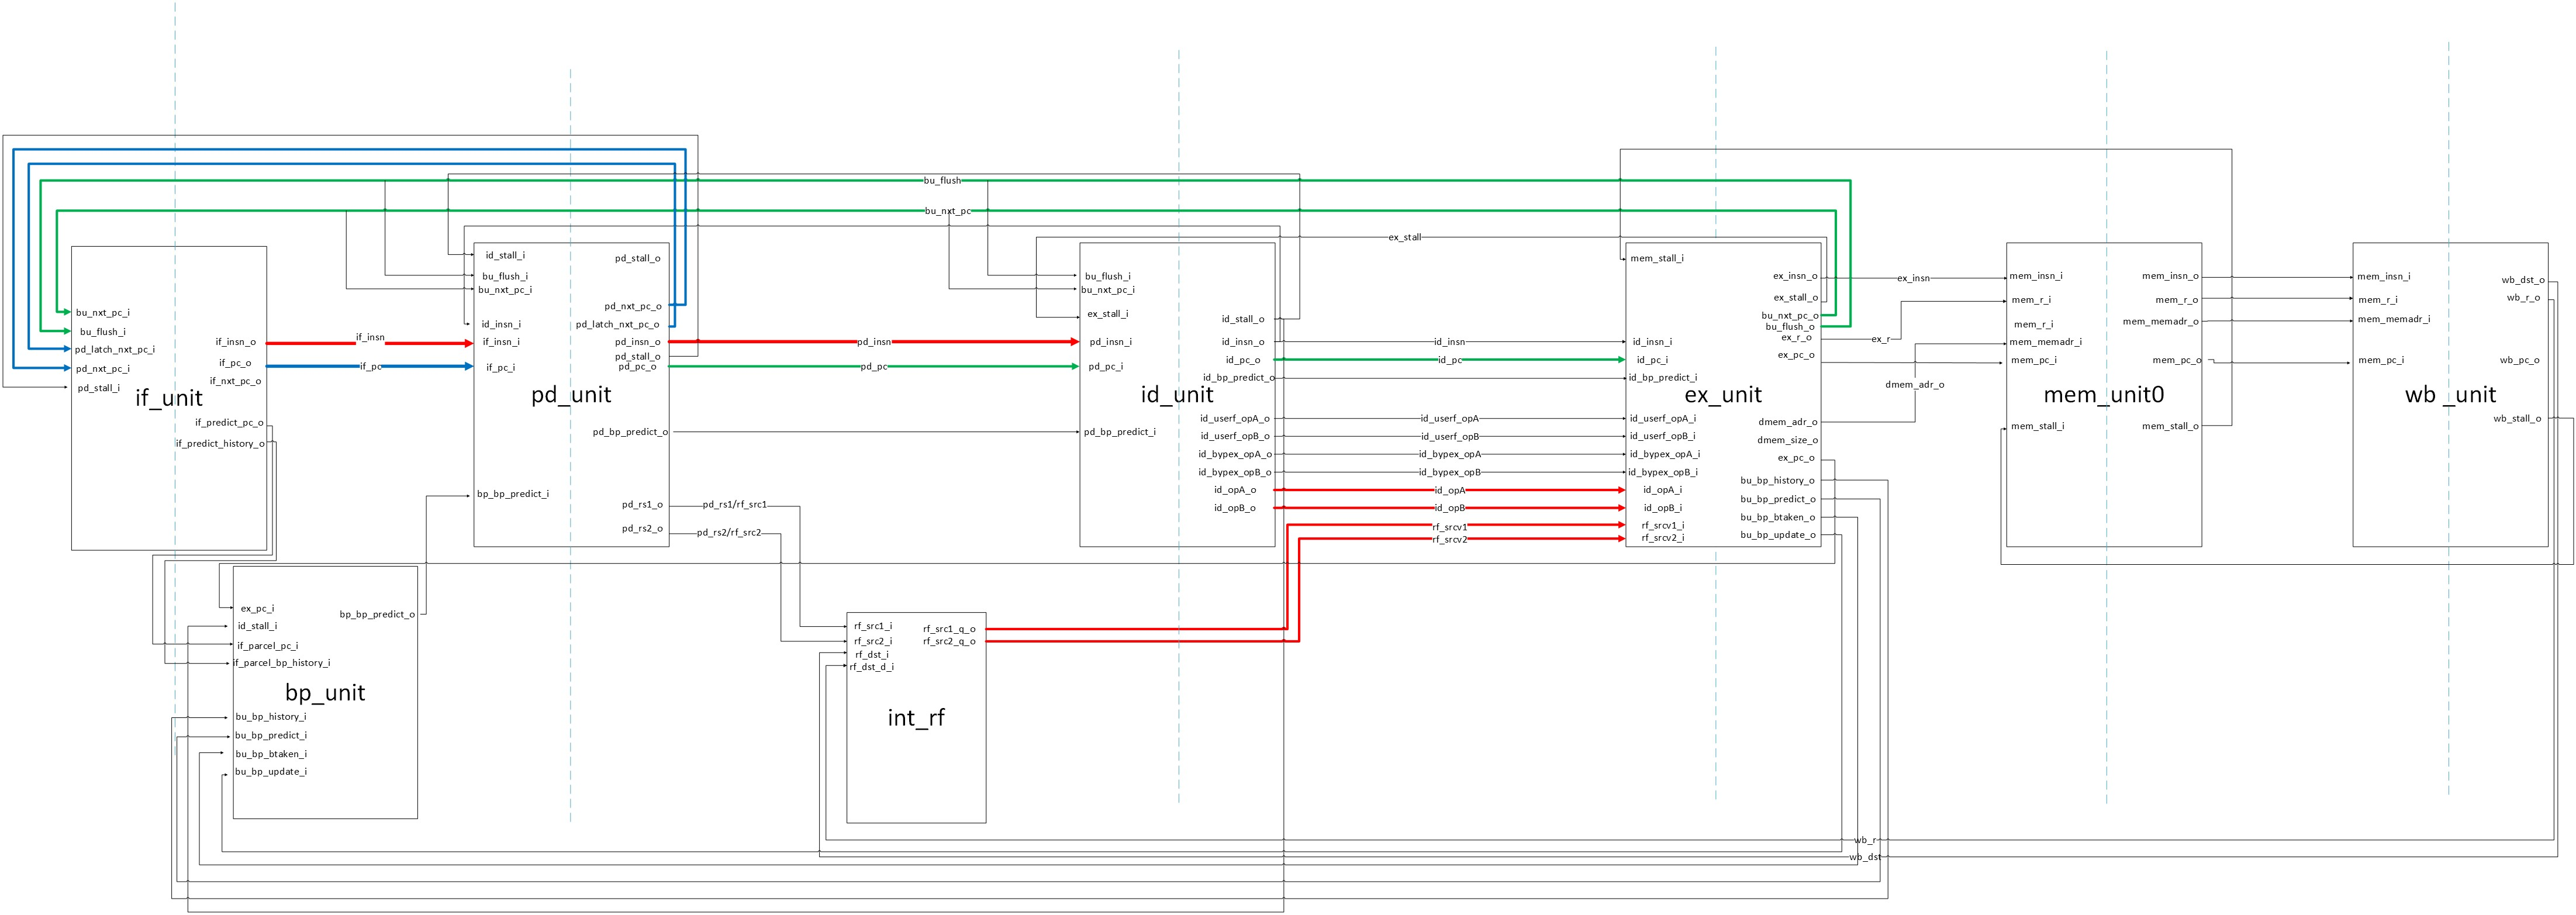 bu_flush
bu_nxt_pc
ex_stall
bu_nxt_pc_i
bu_flush_i
pd_latch_nxt_pc_i
pd_nxt_pc_i
pd_stall_i
if_insn_o
if_pc_o
if_nxt_pc_o
if_unit
if_predict_pc_o
if_predict_history_o
if_insn
if_pc
id_stall_i
bu_flush_i
bu_nxt_pc_i
id_insn_i
if_insn_i
if_pc_i
pd_unit
bp_bp_predict_i
pd_stall_o
pd_nxt_pc_o
pd_latch_nxt_pc_o
pd_insn_o
pd_stall_o
pd_pc_o
pd_bp_predict_o
pd_rs1_o
pd_rs2_o
pd_insn
pd_pc
pd_rs1/rf_src1
pd_rs2/rf_src2
bu_flush_i
bu_nxt_pc_i
ex_stall_i
pd_insn_i
pd_pc_i
pd_bp_predict_i
id_unit
id_stall_o
id_insn_o
id_pc_o
id_bp_predict_o
id_userf_opA_o
id_userf_opB_o
id_bypex_opA_o
id_bypex_opB_o
id_opA_o
id_opB_o
id_insn
id_pc
id_userf_opA
id_userf_opB
id_bypex_opA
id_bypex_opB
id_opA
id_opB
rf_srcv1
rf_srcv2
mem_stall_i
id_insn_i
id_pc_i
id_bp_predict_i
ex_unit
id_userf_opA_i
id_userf_opB_i
id_bypex_opA_i
id_bypex_opB_i
id_opA_i
id_opB_i
rf_srcv1_i
rf_srcv2_i
ex_insn_o
ex_stall_o
bu_nxt_pc_o
bu_flush_o
ex_r_o
ex_pc_o
dmem_adr_o
dmem_size_o
ex_pc_o
bu_bp_history_o
bu_bp_predict_o
bu_bp_btaken_o
bu_bp_update_o
ex_insn
ex_r
dmem_adr_o
mem_insn_i
mem_r_i
mem_r_i
mem_memadr_i
mem_pc_i
mem_unit0
mem_stall_i
mem_insn_o
mem_r_o
mem_memadr_o
mem_pc_o
mem_stall_o
mem_insn_i
mem_r_i
mem_memadr_i
mem_pc_i
wb _unit
wb_dst_o
wb_r_o
wb_pc_o
wb_stall_o
ex_pc_i
id_stall_i
if_parcel_pc_i
if_parcel_bp_history_i
bp_bp_predict_o
bp_unit
bu_bp_history_i
bu_bp_predict_i
bu_bp_btaken_i
bu_bp_update_i
rf_src1_i
rf_src2_i
rf_dst_i
rf_dst_d_i
rf_src1_q_o
rf_src2_q_o
int_rf
wb_r
wb_dst